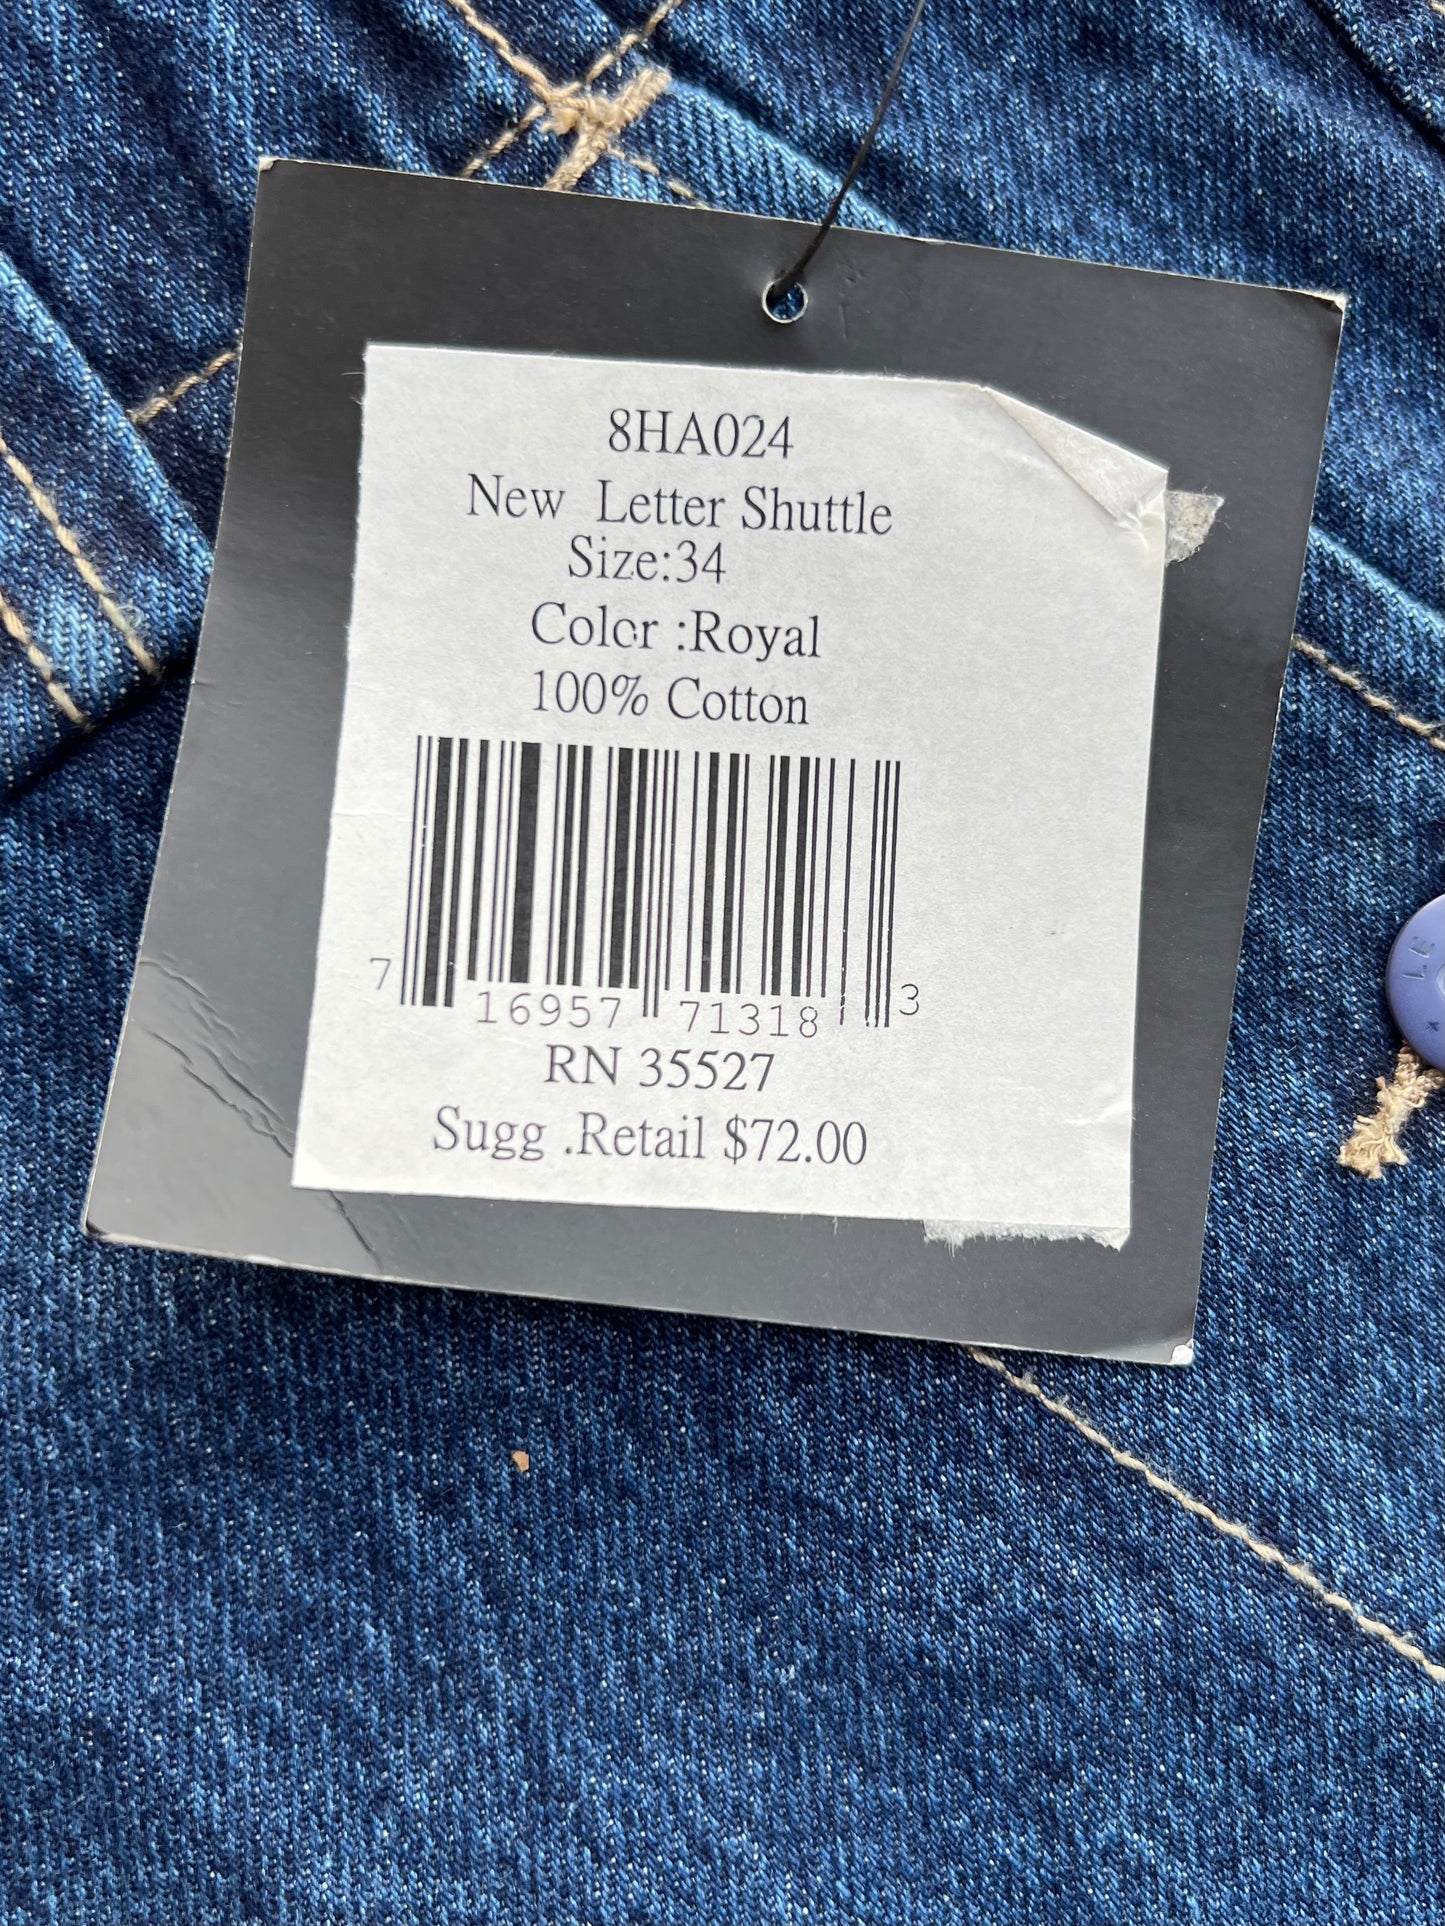 8HA024
New Letter Shuttle
Size:34
Color :Royal
100% Cotton
7 16957 71318 3
RN 35527
Sugg .Retail $72.00